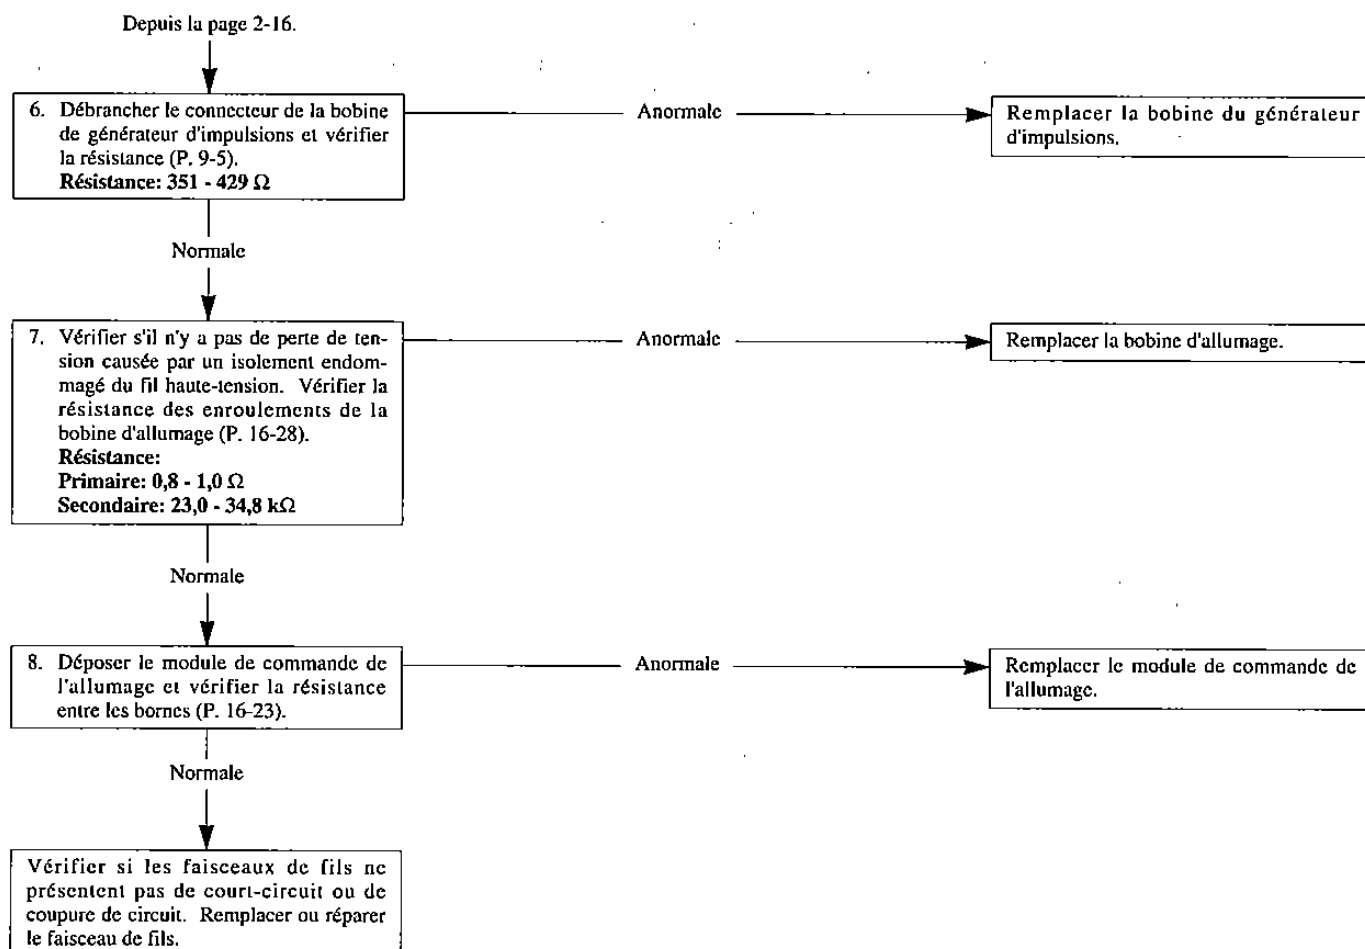 Depuis la page 2-16.
6. Débrancher le connecteur de la bobine
de générateur d'impulsions et vérifier
la résistance (P. 9-5).
Résistance: 351 - 429 Ω
Anormale
Remplacer la bobine du générateur
d'impulsions.
Normale
7. Vérifier s'il n'y a pas de perte de ten-
sion causée par un isolement endom-
magé du fil haute-tension. Vérifier la
résistance des enroulements de la
bobine d'allumage (P. 16-28).
Résistance:
Primaire: 0,8 - 1,0 Ω
Secondaire: 23,0 - 34,8 kΩ
Anormale
Remplacer la bobine d'allumage.
Normale
8. Déposer le module de commande de
l'allumage et vérifier la résistance
entre les bornes (P. 16-23).
Anormale
Remplacer le module de commande de
l'allumage.
Normale
Vérifier si les faisceaux de fils ne
présentent pas de court-circuit ou de
coupure de circuit. Remplacer ou réparer
le faisceau de fils.